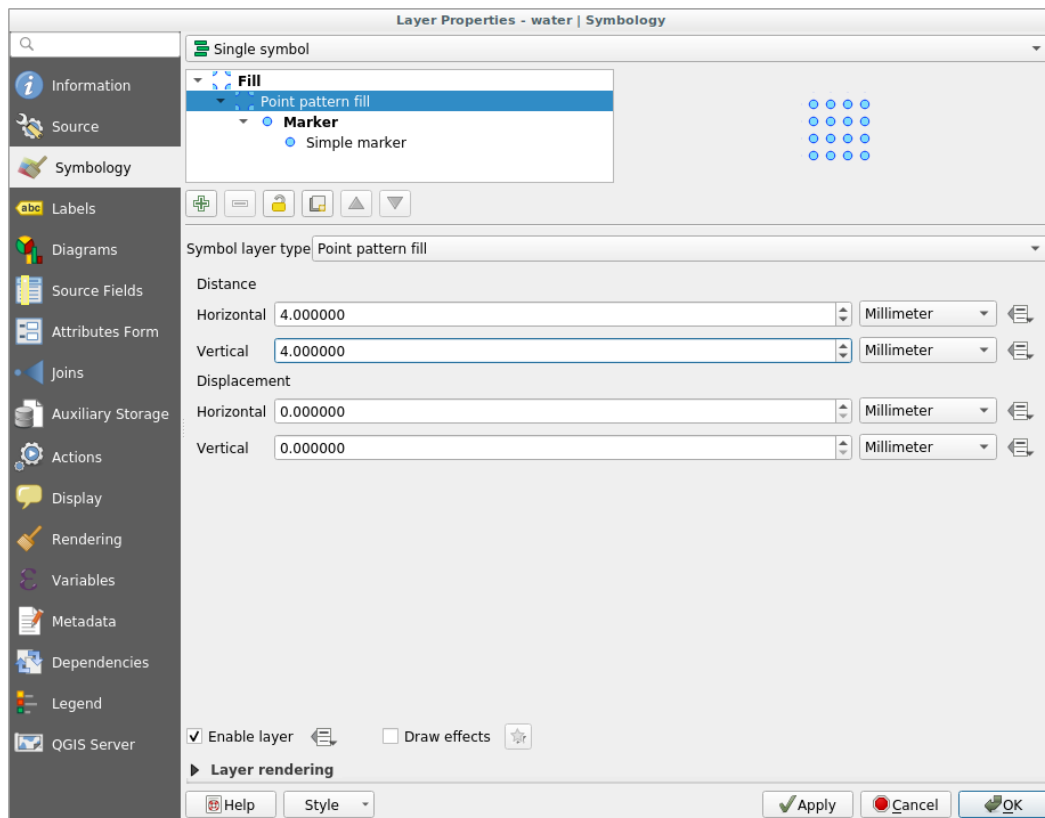 Layer Properties - water | Symbology
Single symbol
Information
Source
Symbology
Labels
Diagrams
Source Fields
Attributes Form
Joins
Auxiliary Storage
Actions
Display
Rendering
Variables
Metadata
Dependencies
Legend
QGIS Server
Fill
Point pattern fill
Marker
Simple marker
Symbol layer type Point pattern fill
Distance
Horizontal 4.000000 Millimeter
Vertical 4.000000 Millimeter
Displacement
Horizontal 0.000000 Millimeter
Vertical 0.000000 Millimeter
Enable layer Draw effects
Layer rendering
Help Style Apply Cancel OK
abc